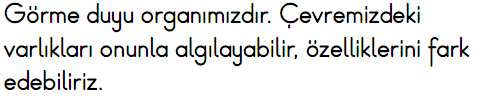 Görme duyu organımızdır. Çevremizdeki
varlıkları onunla algılayabilir, özelliklerini fark
edebiliriz.